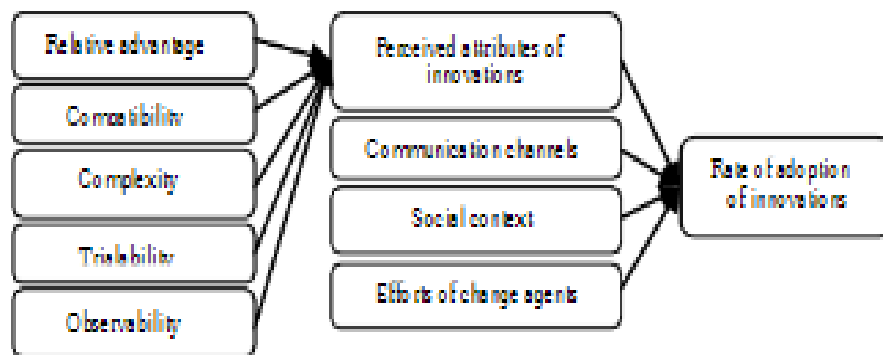 Relative advantage
Compatibility
Complexity
Trialability
Observability
Perceived attributes of
innovations
Communication channels
Social context
Efforts of change agents
Rate of adoption
of innovations